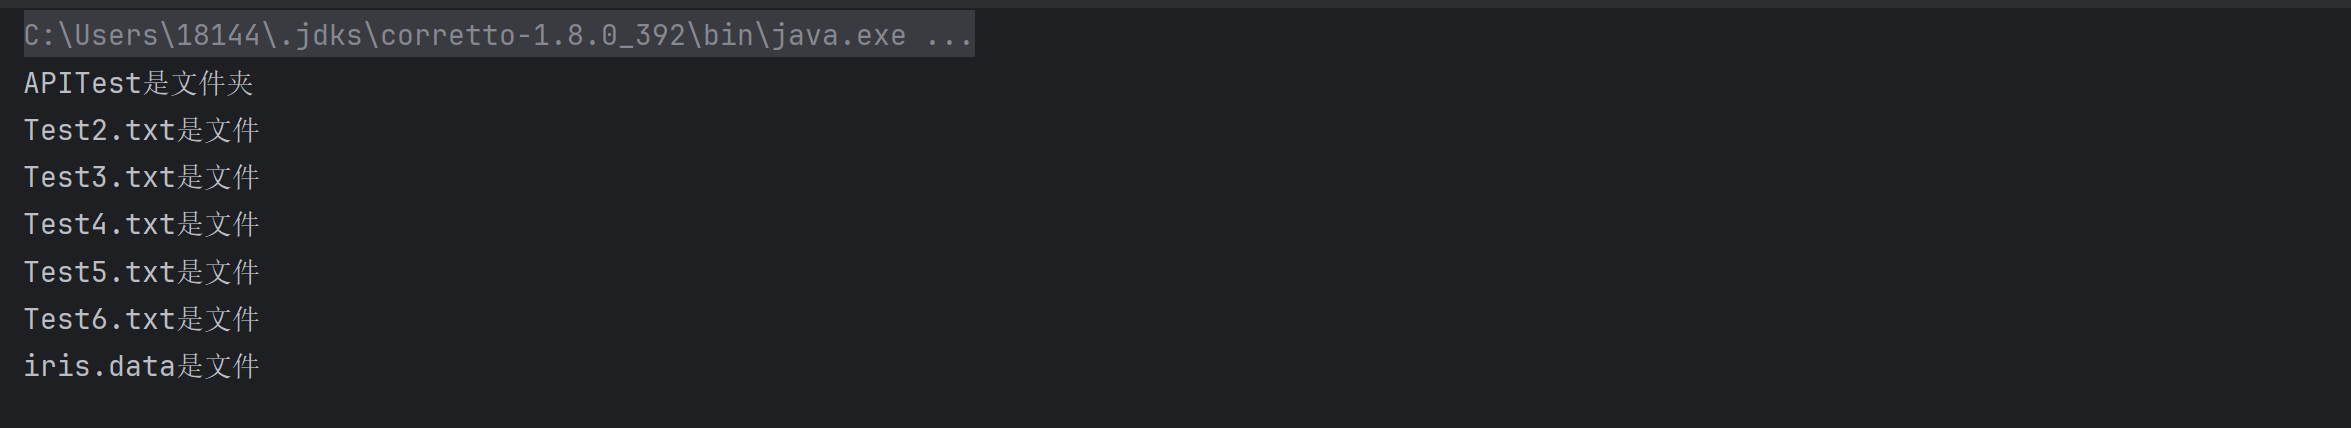 C:\Users\18144\.jdks\corretto-1.8.0_392\bin\java.exe ...
APITest是文件夹
Test2.txt是文件
Test3.txt是文件
Test4.txt是文件
Test5.txt是文件
Test6.txt是文件
iris.data是文件